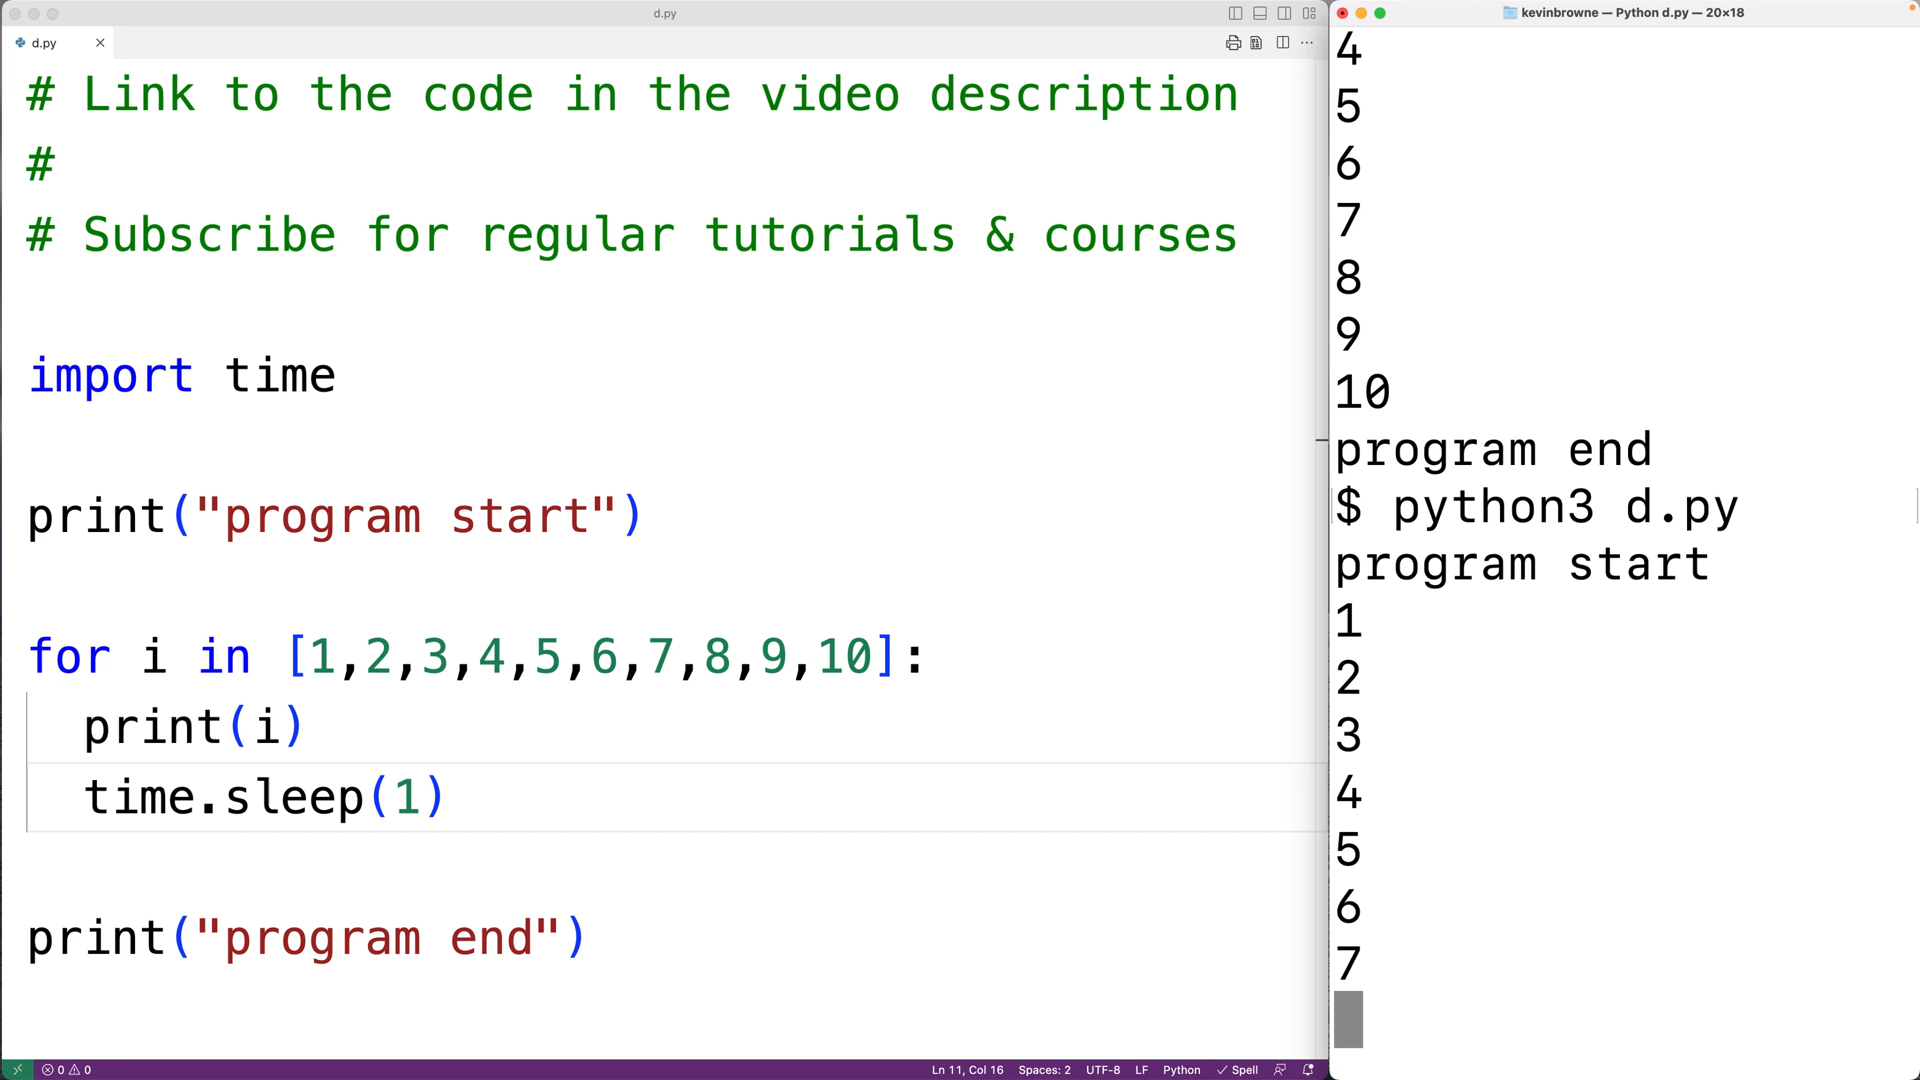 d.py
d.py
# Link to the code in the video description
#
# Subscribe for regular tutorials & courses
import time
print("program start")
for i in [1,2,3,4,5,6,7,8,9,10]:
print(i)
time.sleep(1)
print("program end")
0 0
Ln 11, Col 16 Spaces: 2 UTF-8 LF Python Spell
kevinbrowne — Python d.py — 20×18
4
5
6
7
8
9
10
program end
$ python3 d.py
program start
1
2
3
4
5
6
7